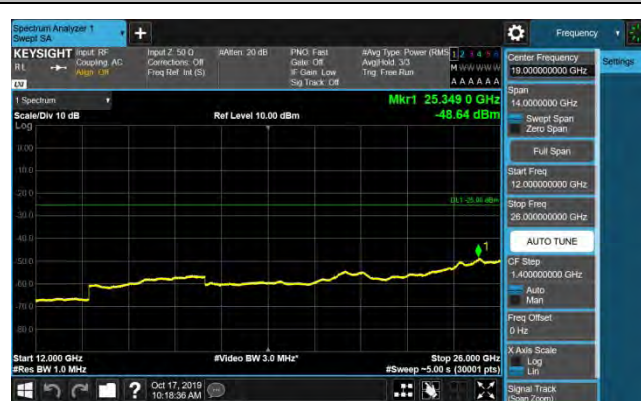 Spectrum Analyzer 1
Swept SA
+
Frequency
KEYSIGHT
RL
Input: RF
Coupling: AC
Align: Off
Input Z: 50 Ω
Corrections: Off
Freq Ref: Int (S)
#Atten: 20 dB
PNO: Fast
Gate: Off
IF Gain: Low
Sig Track: Off
#Avg Type: Power (RMS
Avg|Hold: 3/3
Trig: Free Run
1 2 3 4 5 6
M W W W W W
A A A A A A
LXI
1 Spectrum
Scale/Div 10 dB
Log
Ref Level 10.00 dBm
Mkr1 25.349 0 GHz
-48.64 dBm
0.00
-10.0
-20.0
-30.0
-40.0
-50.0
-60.0
-70.0
-80.0
1
Start 12.000 GHz
#Res BW 1.0 MHz
#Video BW 3.0 MHz*
Stop 26.000 GHz
#Sweep ~5.00 s (30001 pts)
Center Frequency
19.000000000 GHz
Settings
Span
14.0000000 GHz
Swept Span
Zero Span
Full Span
Start Freq
12.000000000 GHz
Stop Freq
26.000000000 GHz
AUTO TUNE
CF Step
1.400000000 GHz
Auto
Man
Freq Offset
0 Hz
X Axis Scale
Log
Lin
Signal Track
(Span Zoom)
?
Oct 17, 2019
10:18:36 AM